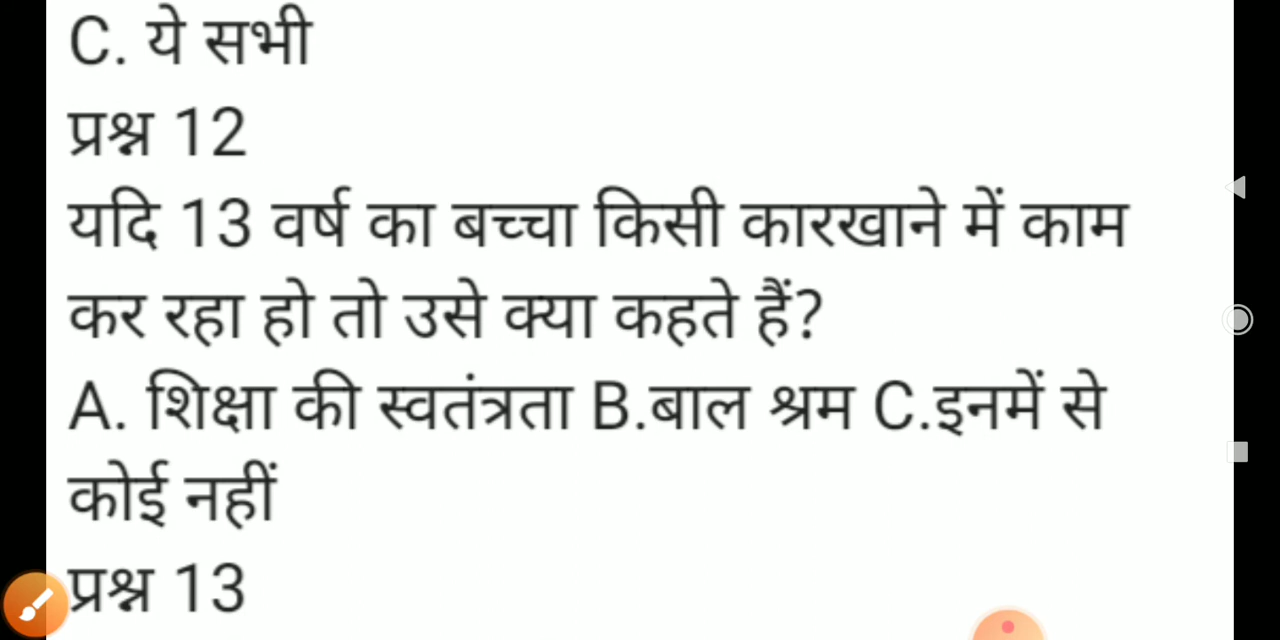 C. ये सभी
प्रश्न 12
यदि 13 वर्ष का बच्चा किसी कारखाने में काम
कर रहा हो तो उसे क्या कहते हैं?
A. शिक्षा की स्वतंत्रता B.बाल श्रम C.इनमें से
कोई नहीं
प्रश्न 13